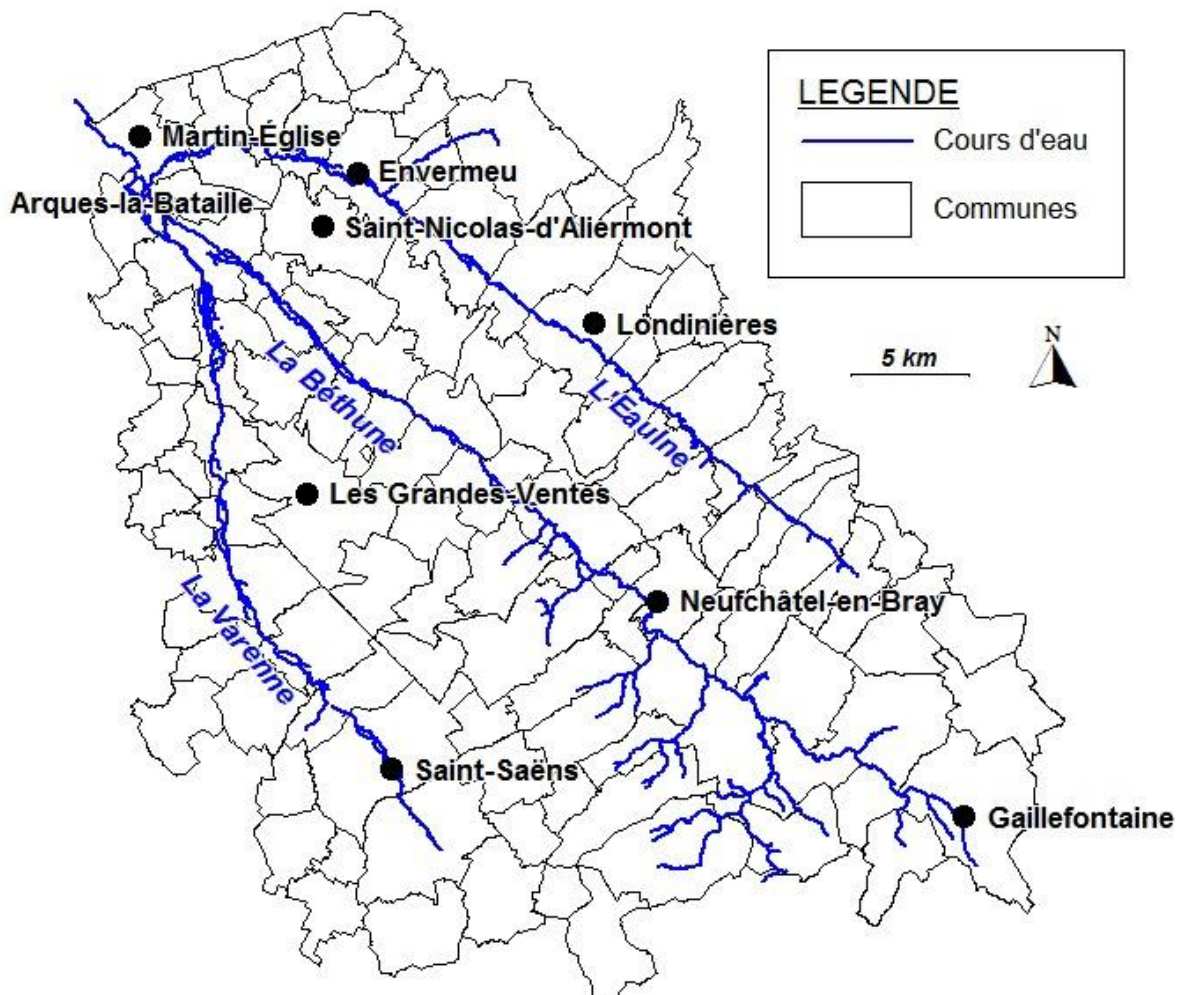 LEGENDE
Cours d'eau
Communes
Martin-Église
Envermeu
Arques-la-Bataille
Saint-Nicolas-d'Aliermont
Londinières
5 km
N
La Béthune
L'Eaulne
Les Grandes-Ventes
La Varenne
Neufchâtel-en-Bray
Saint-Saëns
Gaillefontaine